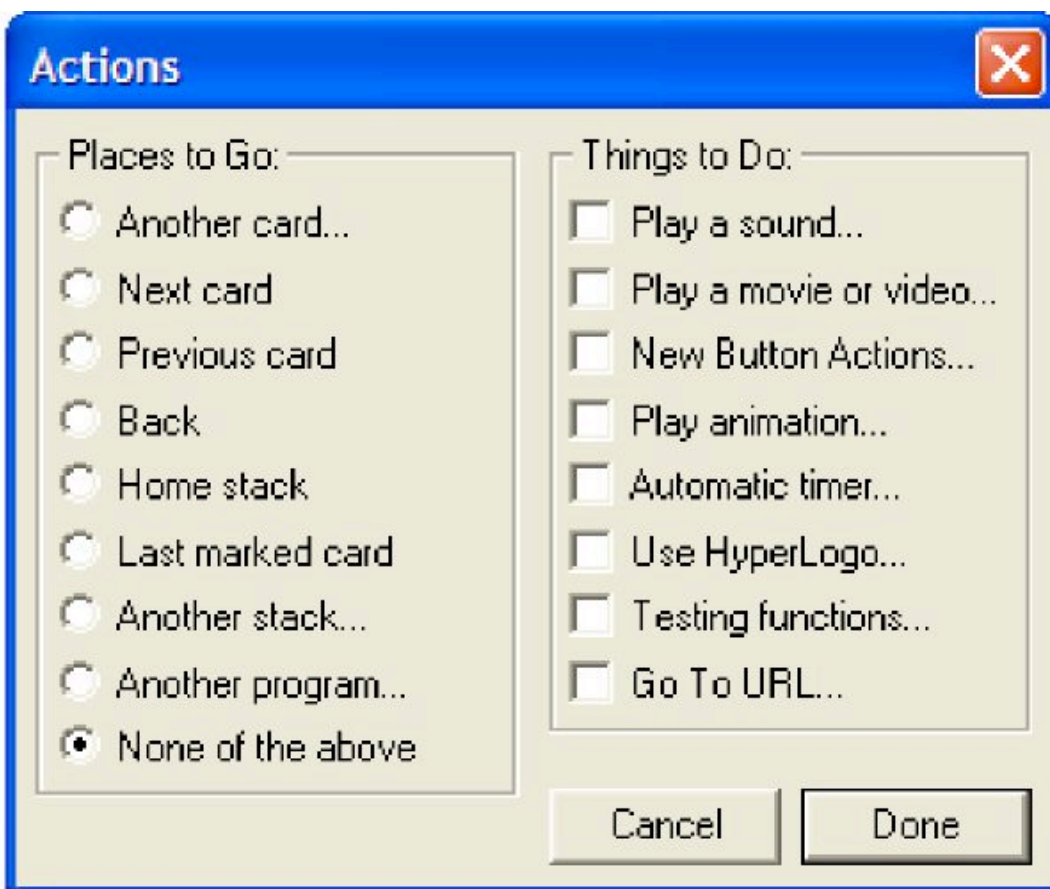 Actions
Places to Go:
Another card...
Next card
Previous card
Back
Home stack
Last marked card
Another stack...
Another program...
None of the above
Things to Do:
Play a sound...
Play a movie or video...
New Button Actions...
Play animation...
Automatic timer...
Use HyperLogo...
Testing functions...
Go To URL...
Cancel
Done